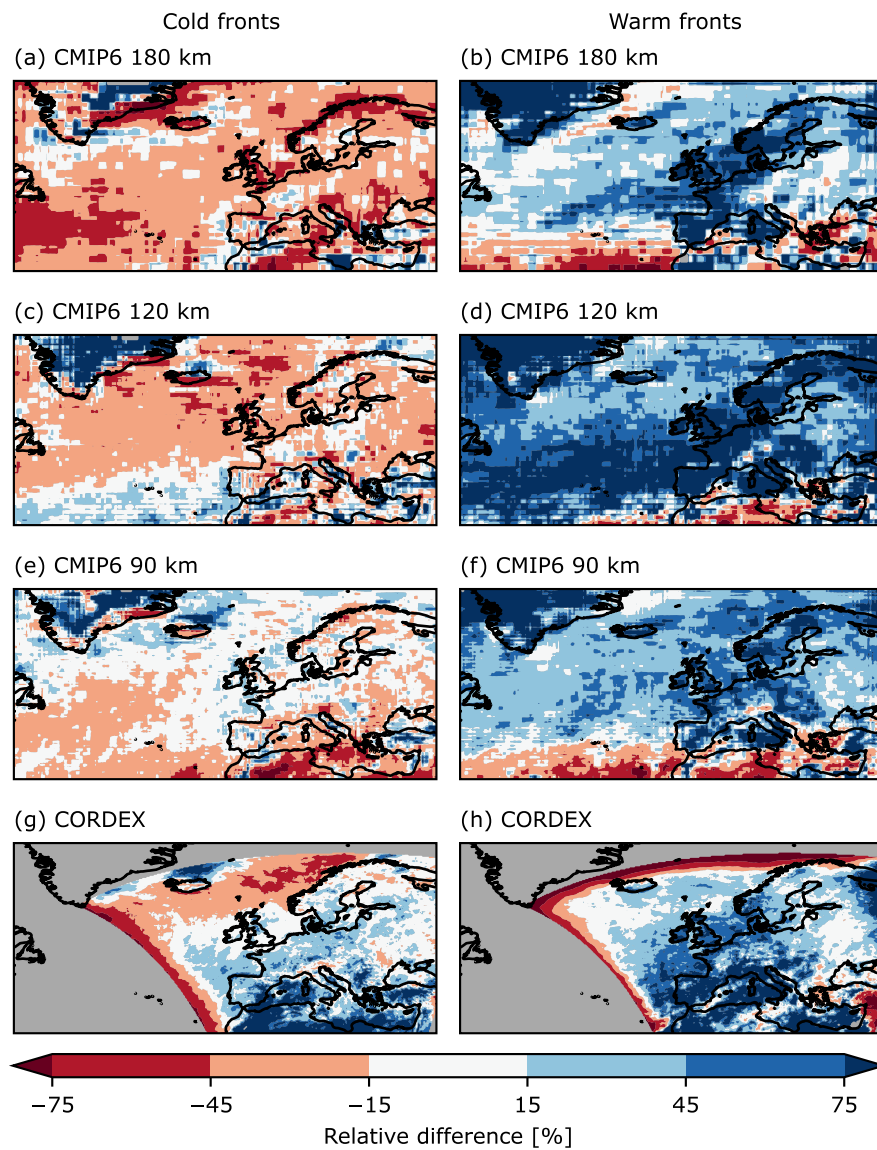 Cold fronts
Warm fronts
(a) CMIP6 180 km
(b) CMIP6 180 km
(c) CMIP6 120 km
(d) CMIP6 120 km
(e) CMIP6 90 km
(f) CMIP6 90 km
(g) CORDEX
(h) CORDEX
−75 −45 −15 15 45 75
Relative difference [%]